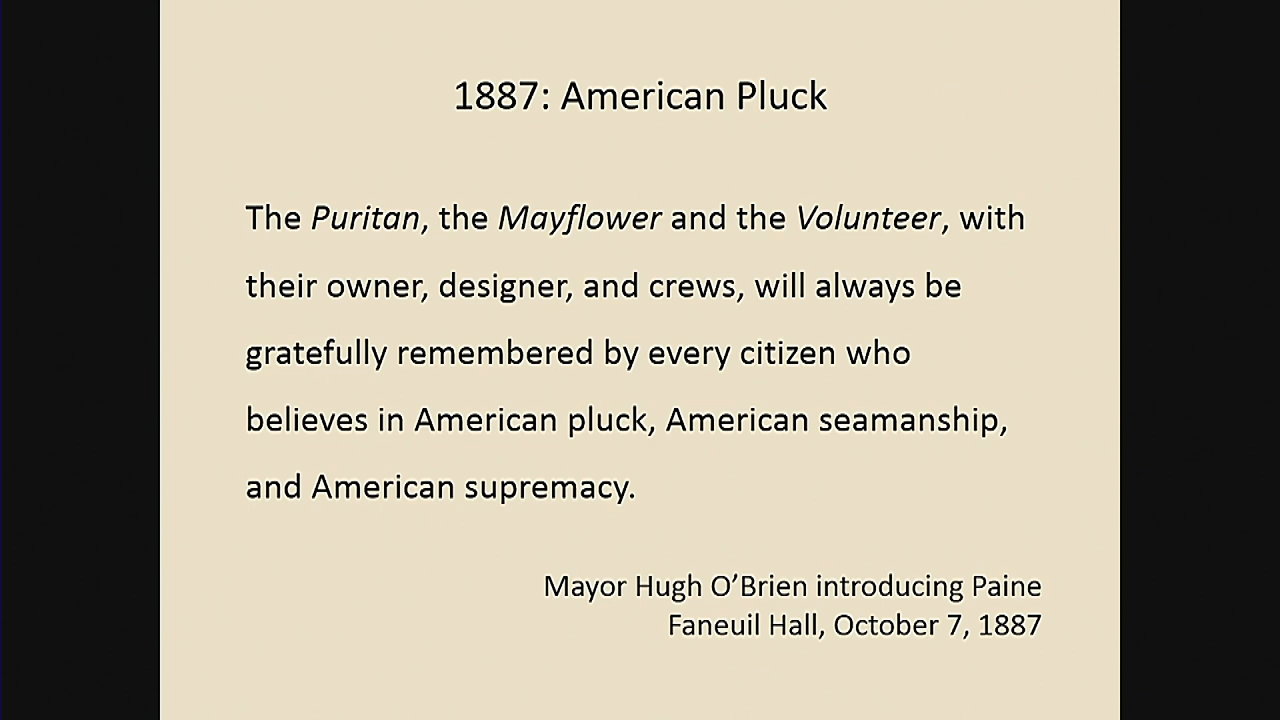 1887: American Pluck
The Puritan, the Mayflower and the Volunteer, with
their owner, designer, and crews, will always be
gratefully remembered by every citizen who
believes in American pluck, American seamanship,
and American supremacy.
Mayor Hugh O’Brien introducing Paine
Faneuil Hall, October 7, 1887